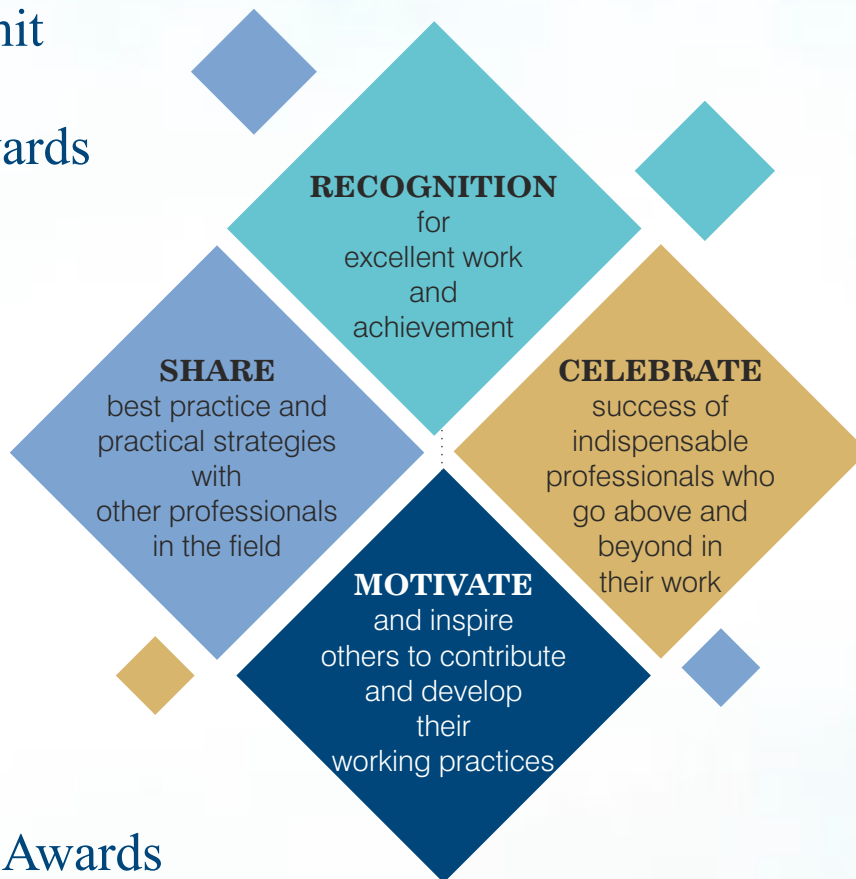 nit
vards
RECOGNITION
for
excellent work
and
achievement
SHARE
best practice and
practical strategies
with
other professionals
in the field
CELEBRATE
success of
indispensable
professionals who
go above and
beyond in
their work
MOTIVATE
and inspire
others to contribute
and develop
their
working practices
Awards